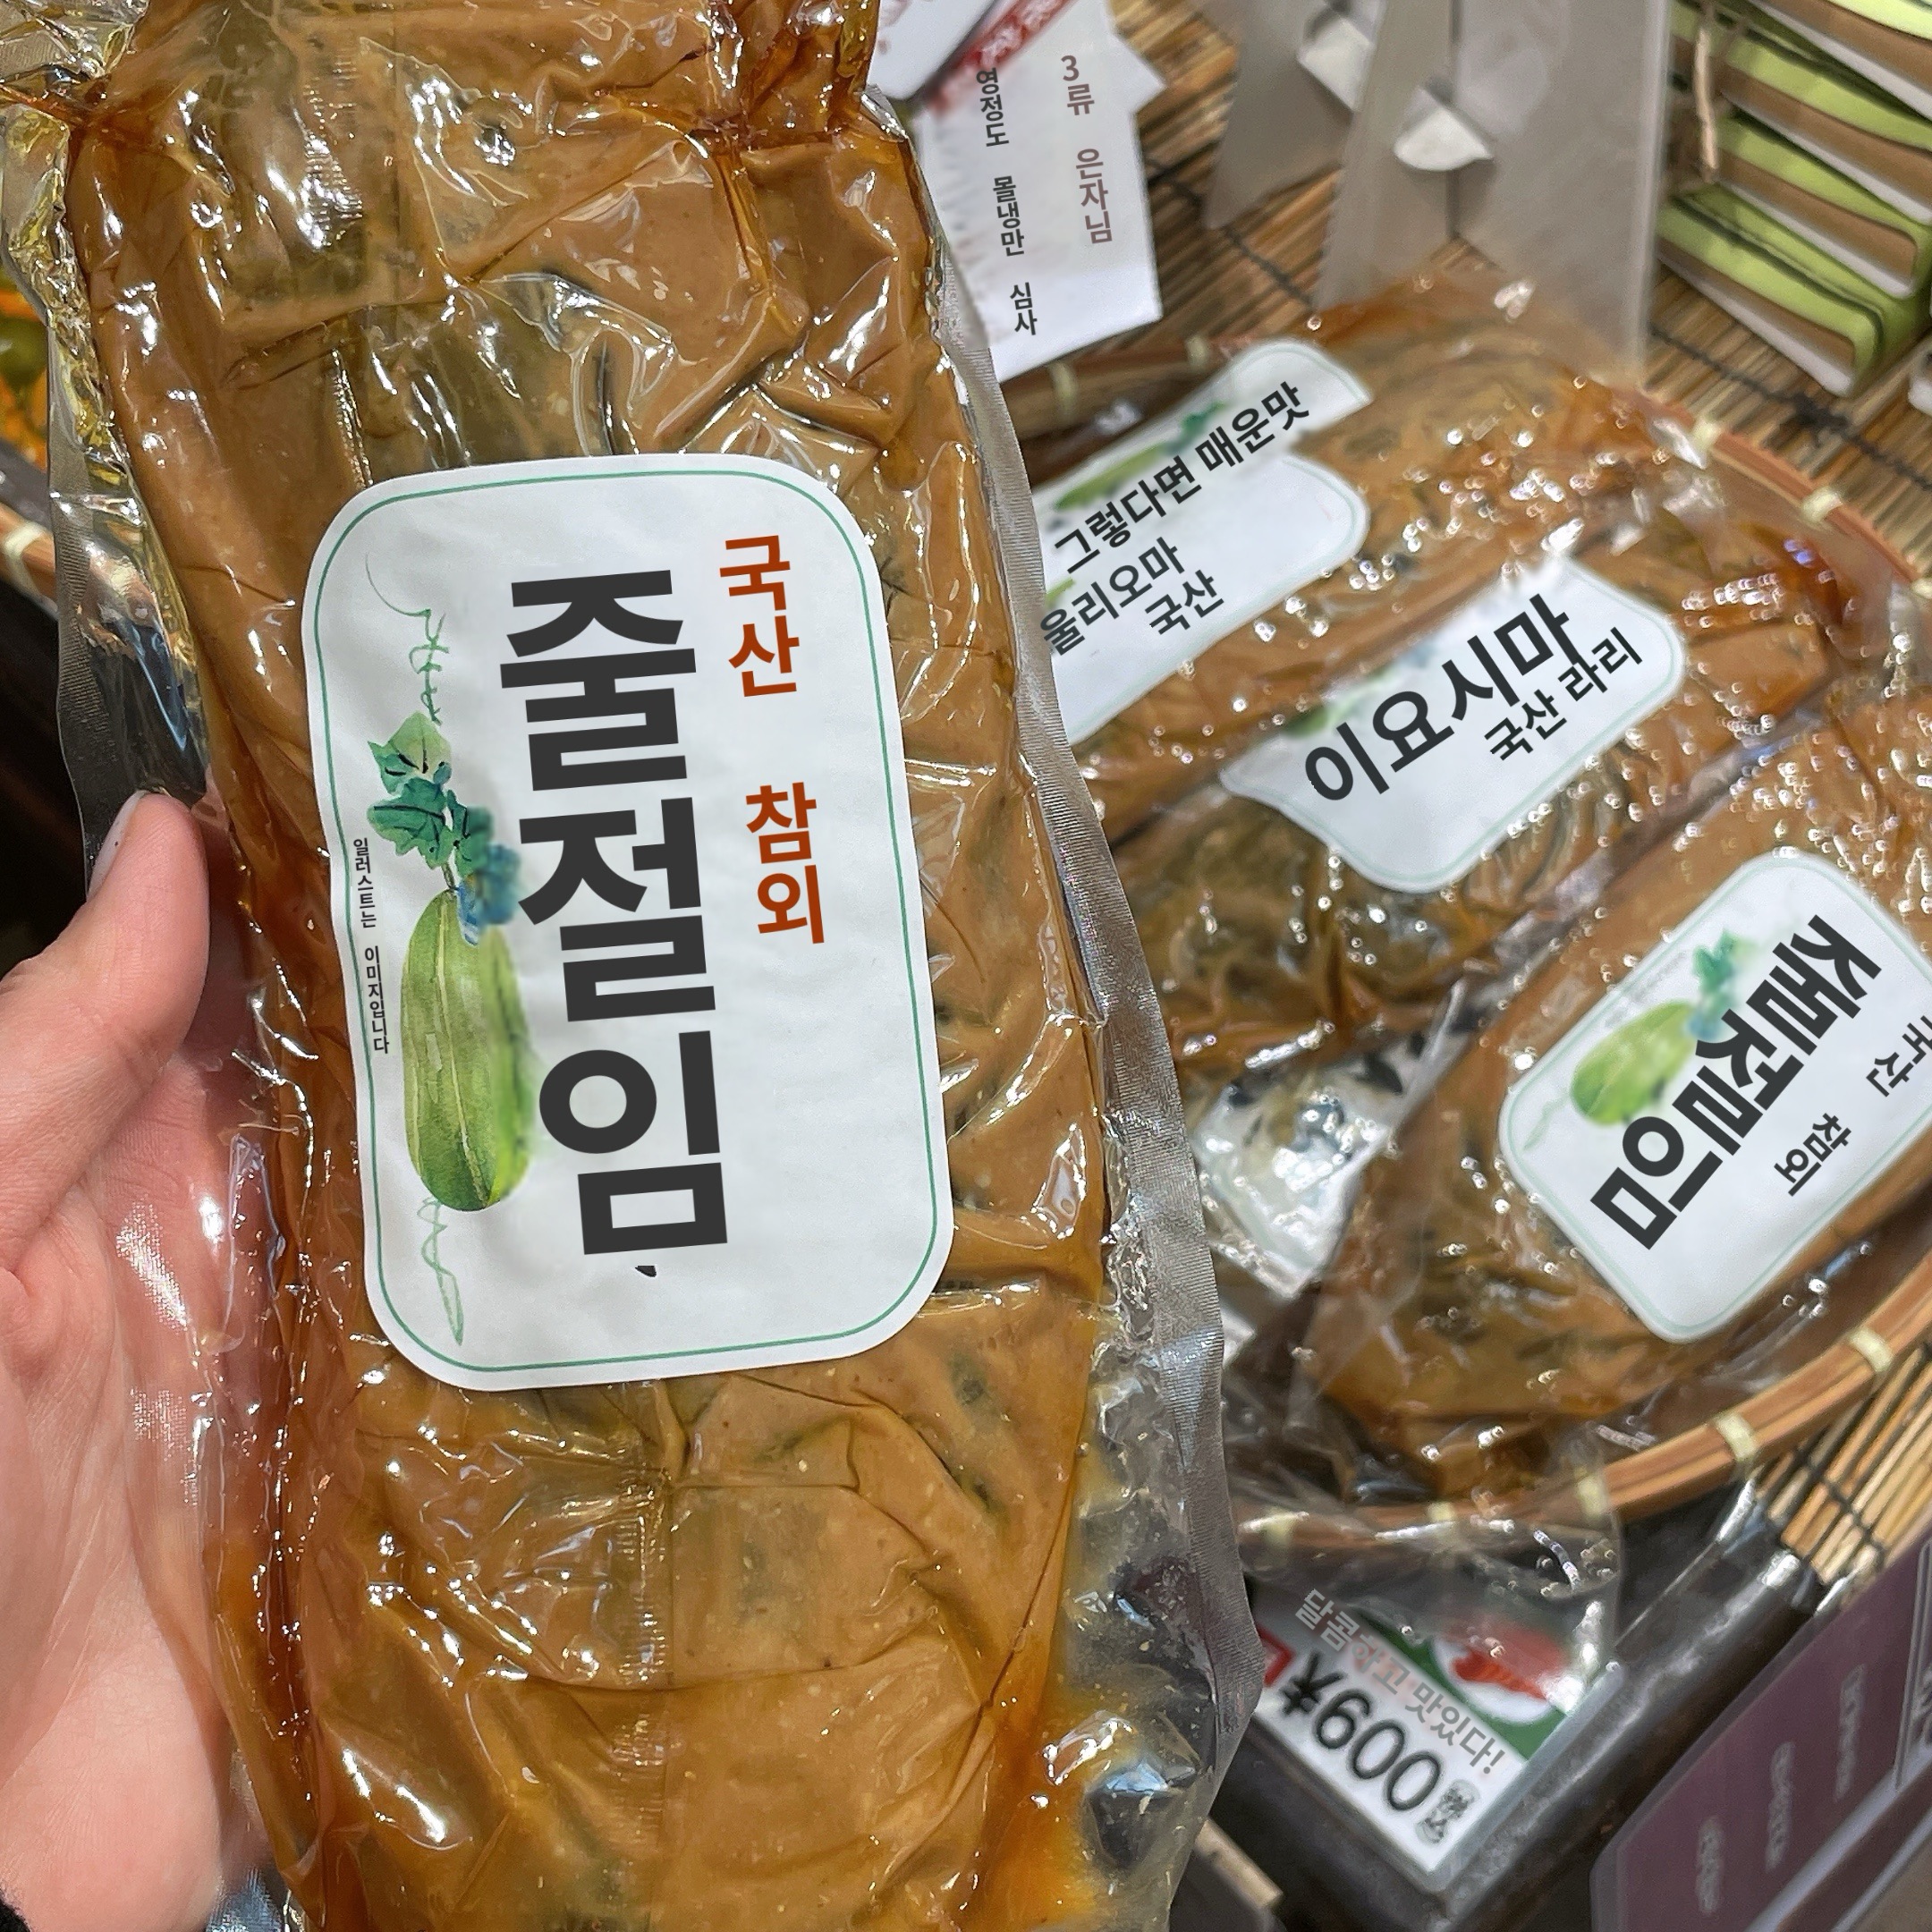 국산 참외
줄절임
일러스트는 이미지입니다
3류 은자님
영정도 몰냉만 심사
그렇다면 매운맛
울리오마
국산
이요시마
국산 라리
국산 참외
줄절임
달콤하고 맛있다!
600